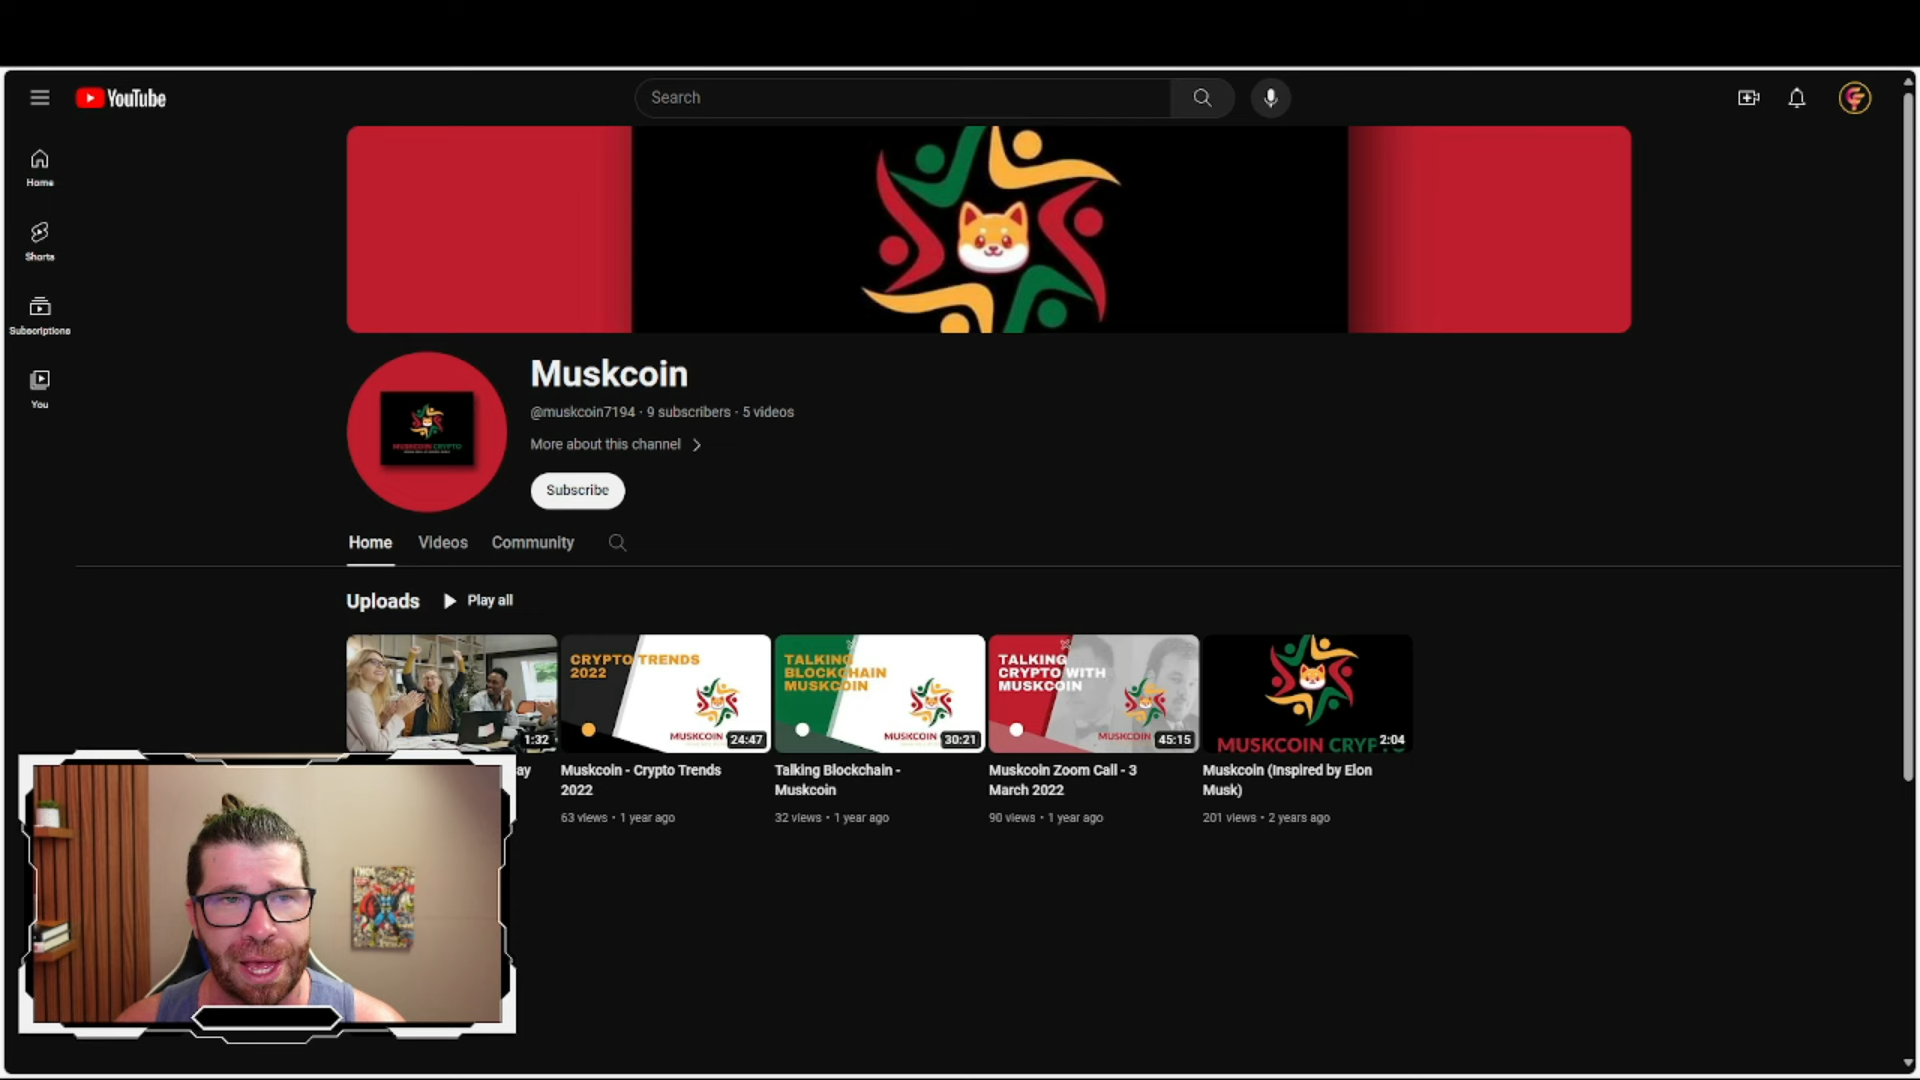 YouTube
Search
Home
Shorts
Subscriptions
You
Muskcoin
@muskcoin7194 · 9 subscribers · 5 videos
More about this channel
MUSKCOIN CRYPTO
Subscribe
Home Videos Community
Uploads Play all
1:32
CRYPTO TRENDS
2022
MUSKCOIN
24:47
TALKING
BLOCKCHAIN
MUSKCOIN
MUSKCOIN
30:21
TALKING
CRYPTO WITH
MUSKCOIN
MUSKCOIN
45:15
MUSKCOIN CRYP
2:04
ay
Muskcoin - Crypto Trends
2022
63 views · 1 year ago
Talking Blockchain -
Muskcoin
32 views · 1 year ago
Muskcoin Zoom Call - 3
March 2022
90 views · 1 year ago
Muskcoin (Inspired by Elon
Musk)
201 views · 2 years ago
THOR